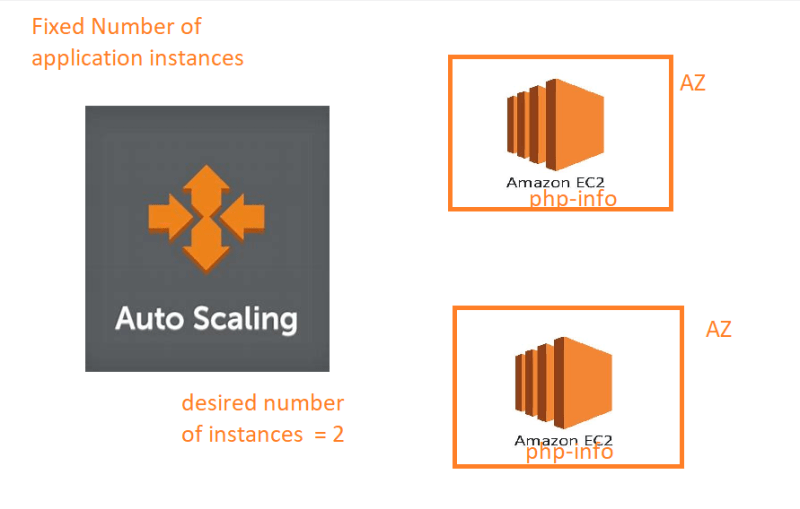 Fixed Number of
application instances
AZ
Amazon EC2
php-info
Auto Scaling
AZ
desired number
of instances = 2
Amazon EC2
php-info